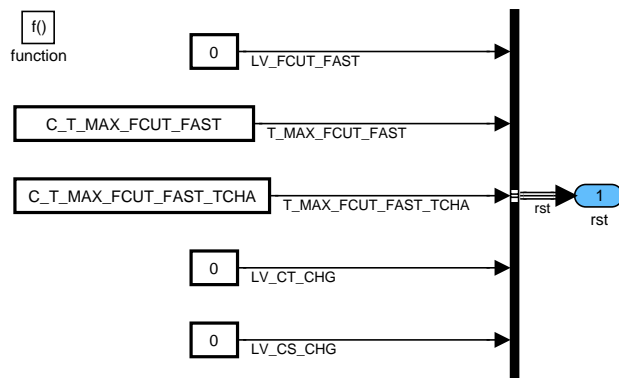 f()
function
0
LV_FCUT_FAST
C_T_MAX_FCUT_FAST
T_MAX_FCUT_FAST
C_T_MAX_FCUT_FAST_TCHA
T_MAX_FCUT_FAST_TCHA
rst
1
rst
0
LV_CT_CHG
0
LV_CS_CHG